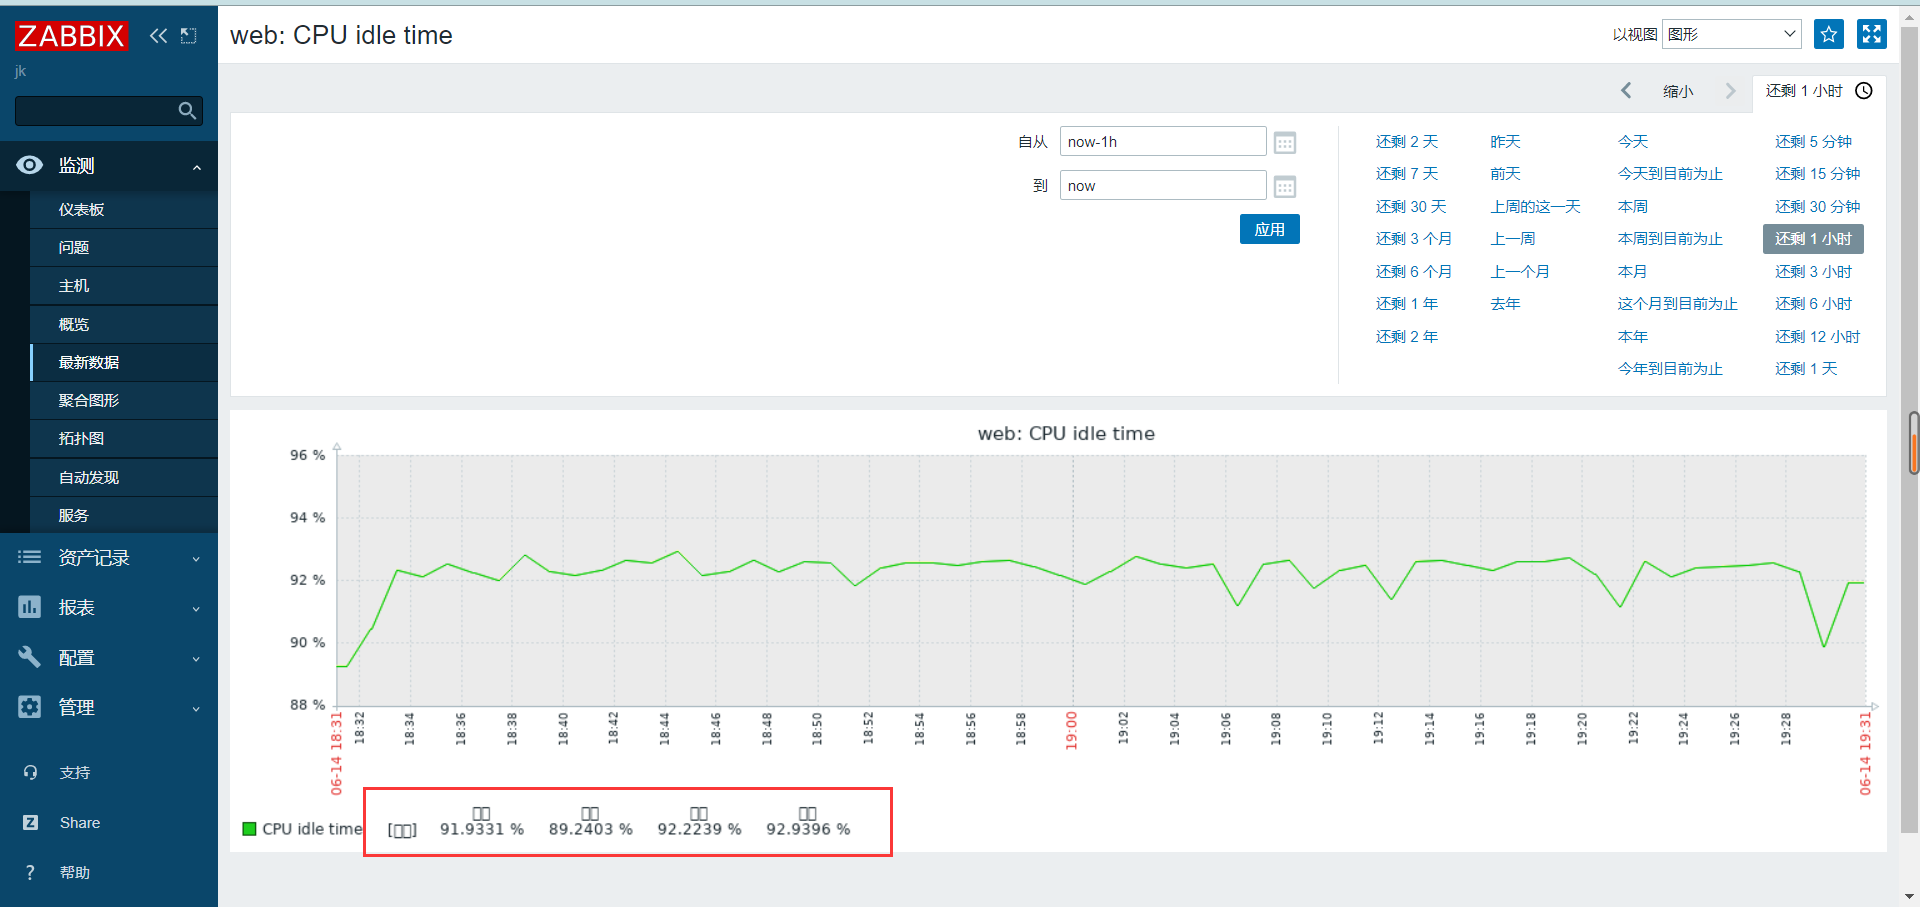 ZABBIX
jk
监测
仪表板
问题
主机
概览
最新数据
聚合图形
拓扑图
自动发现
服务
资产记录
报表
配置
管理
支持
Share
帮助
web: CPU idle time
以视图 图形
缩小
还剩 1 小时
自从 now-1h
到 now
应用
还剩 2 天 昨天 今天 还剩 5 分钟
还剩 7 天 前天 今天到目前为止 还剩 15 分钟
还剩 30 天 上周的这一天 本周 还剩 30 分钟
还剩 3 个月 上一周 本周到目前为止 还剩 1 小时
还剩 6 个月 上一个月 本月 还剩 3 小时
还剩 1 年 去年 这个月到目前为止 还剩 6 小时
还剩 2 年 本年 还剩 12 小时
今年到目前为止 还剩 1 天
web: CPU idle time
96 %
94 %
92 %
90 %
88 %
06-14 18:31 18:32 18:34 18:36 18:38 18:40 18:42 18:44 18:46 18:48 18:50 18:52 18:54 18:56 18:58 19:00 19:02 19:04 19:06 19:08 19:10 19:12 19:14 19:16 19:18 19:20 19:22 19:24 19:26 19:28 06-14 19:31
□□ □□ □□ □□
CPU idle time [□□] 91.9331 % 89.2403 % 92.2239 % 92.9396 %